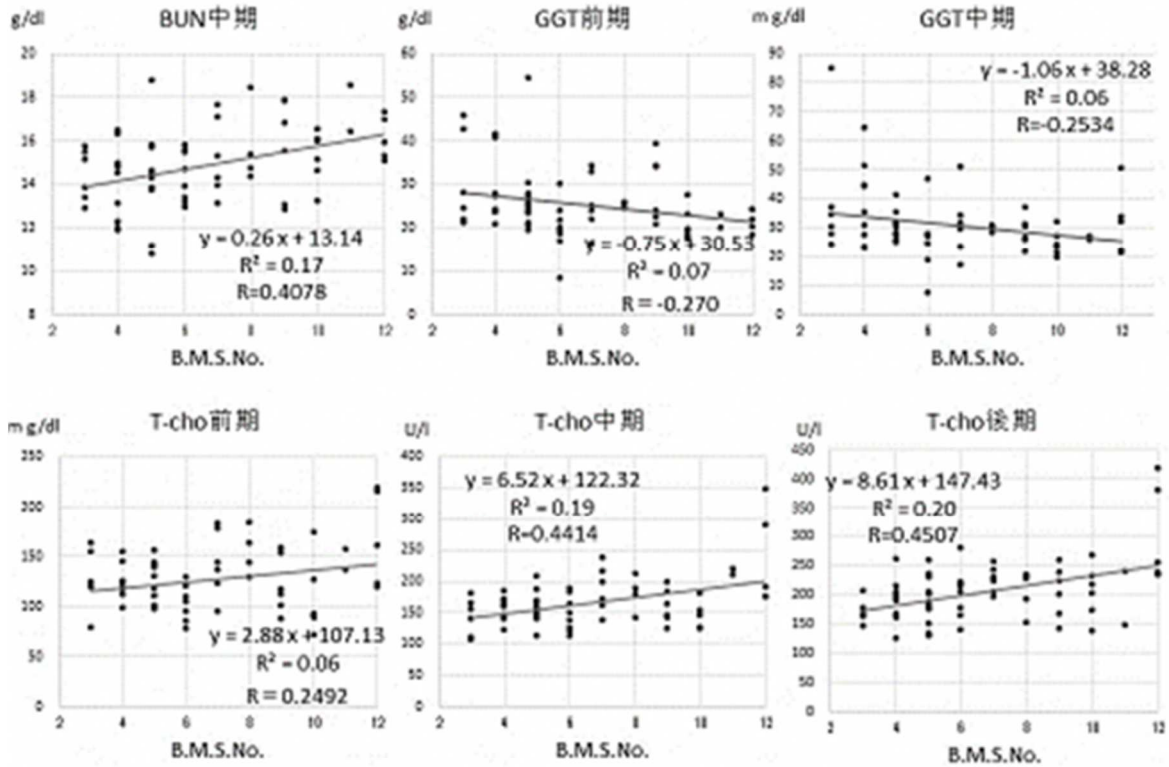 g/dl
BUN中期
20
18
16
14
12
10
8
y = 0.26x + 13.14
R² = 0.17
R=0.4078
2 4 6 8 10 12
B.M.S.No.
g/dl
GGT前期
60
50
40
30
20
10
0
y = -0.75x + 30.53
R² = 0.07
R = -0.270
2 4 6 8 10 12
B.M.S.No.
mg/dl
GGT中期
90
80
70
60
50
40
30
20
10
0
y = -1.06x + 38.28
R² = 0.06
R=-0.2534
2 4 6 8 10 12
B.M.S.No.
mg/dl
T-cho前期
250
200
150
100
50
0
y = 2.88x + 107.13
R² = 0.06
R = 0.2492
2 4 6 8 10 12
B.M.S.No.
U/l
T-cho中期
400
350
300
250
200
150
100
50
0
y = 6.52x + 122.32
R² = 0.19
R=0.4414
2 4 6 8 10 12
B.M.S.No.
U/l
T-cho後期
450
400
350
300
250
200
150
100
50
0
y = 8.61x + 147.43
R² = 0.20
R=0.4507
2 4 6 8 10 12
B.M.S.No.